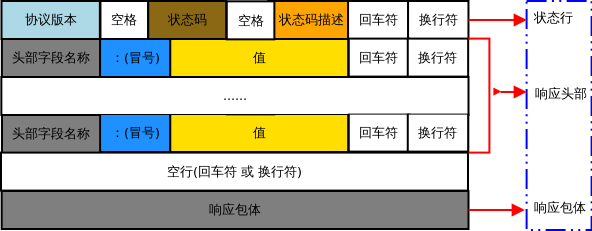 协议版本 空格 状态码 空格 状态码描述 回车符 换行符 状态行
头部字段名称 :(冒号) 值 回车符 换行符
...... 响应头部
头部字段名称 :(冒号) 值 回车符 换行符
空行(回车符 或 换行符)
响应包体 响应包体